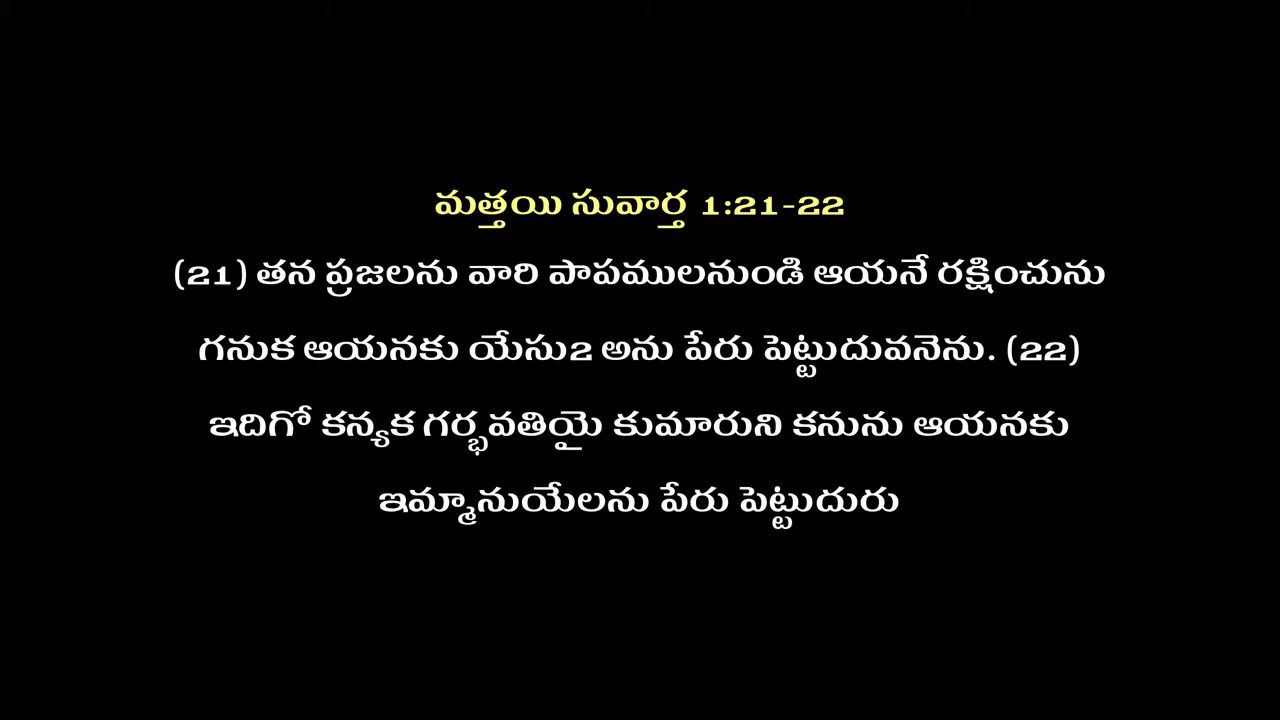 మత్తయి సువార్త 1:21-22
(21) తన ప్రజలను వారి పాపములనుండి ఆయనే రక్షించును
గనుక ఆయనకు యేసు2 అను పేరు పెట్టుదువనెను. (22)
ఇదిగో కన్యక గర్భవతియై కుమారుని కనును ఆయనకు
ఇమ్మానుయేలను పేరు పెట్టుదురు